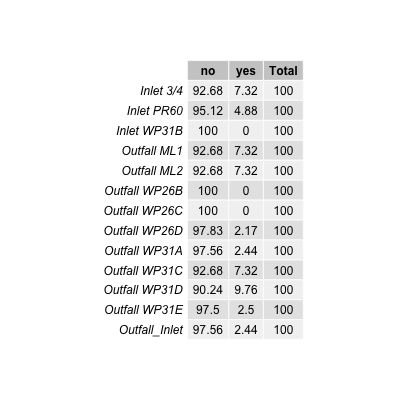 no yes Total
Inlet 3/4 92.68 7.32 100
Inlet PR60 95.12 4.88 100
Inlet WP31B 100 0 100
Outfall ML1 92.68 7.32 100
Outfall ML2 92.68 7.32 100
Outfall WP26B 100 0 100
Outfall WP26C 100 0 100
Outfall WP26D 97.83 2.17 100
Outfall WP31A 97.56 2.44 100
Outfall WP31C 92.68 7.32 100
Outfall WP31D 90.24 9.76 100
Outfall WP31E 97.5 2.5 100
Outfall_Inlet 97.56 2.44 100